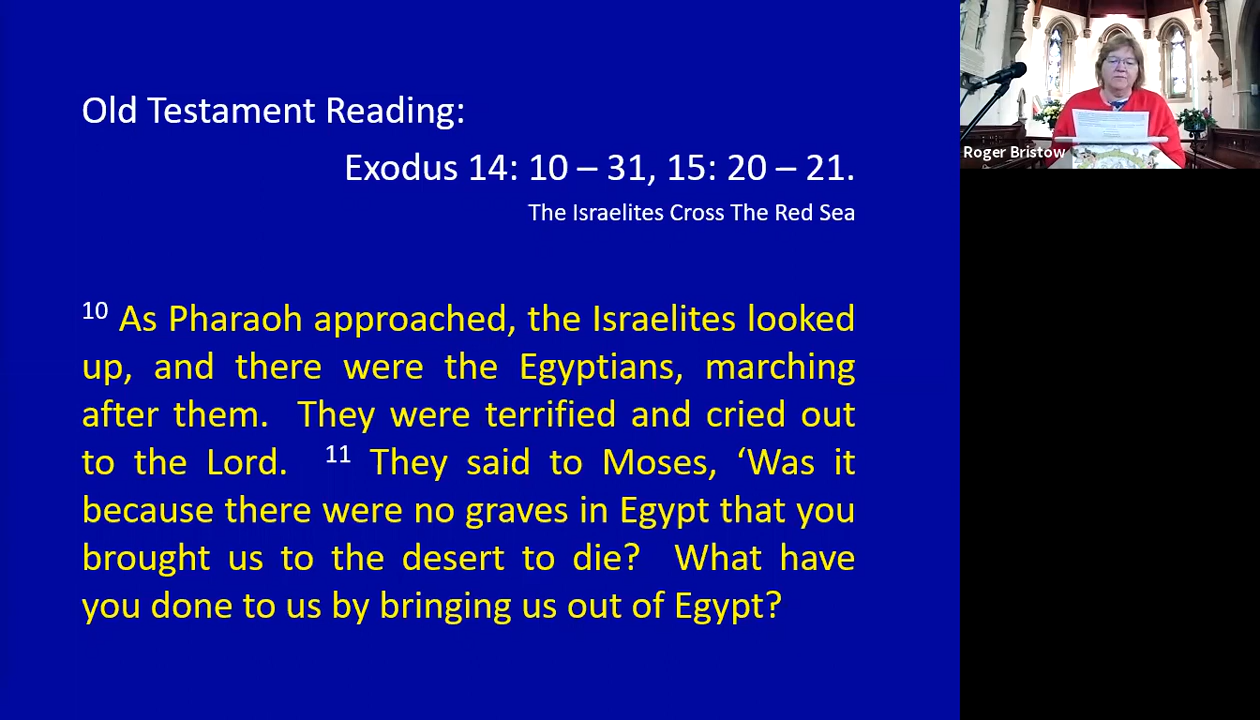 Old Testament Reading:
Exodus 14: 10 – 31, 15: 20 – 21.
The Israelites Cross The Red Sea
10 As Pharaoh approached, the Israelites looked
up, and there were the Egyptians, marching
after them. They were terrified and cried out
to the Lord. 11 They said to Moses, ‘Was it
because there were no graves in Egypt that you
brought us to the desert to die? What have
you done to us by bringing us out of Egypt?
Roger Bristow